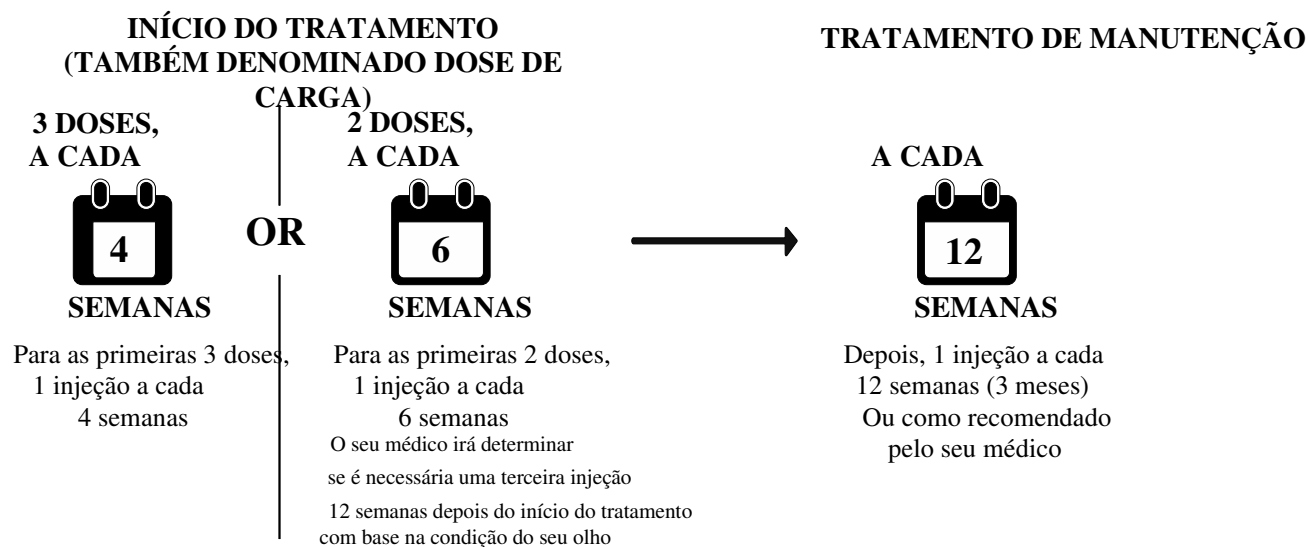 INÍCIO DO TRATAMENTO
(TAMBÉM DENOMINADO DOSE DE
CARGA)
3 DOSES,
A CADA
4
SEMANAS
Para as primeiras 3 doses,
1 injeção a cada
4 semanas
OR
2 DOSES,
A CADA
6
SEMANAS
Para as primeiras 2 doses,
1 injeção a cada
6 semanas
O seu médico irá determinar
se é necessária uma terceira injeção
12 semanas depois do início do tratamento
com base na condição do seu olho
TRATAMENTO DE MANUTENÇÃO
A CADA
12
SEMANAS
Depois, 1 injeção a cada
12 semanas (3 meses)
Ou como recomendado
pelo seu médico